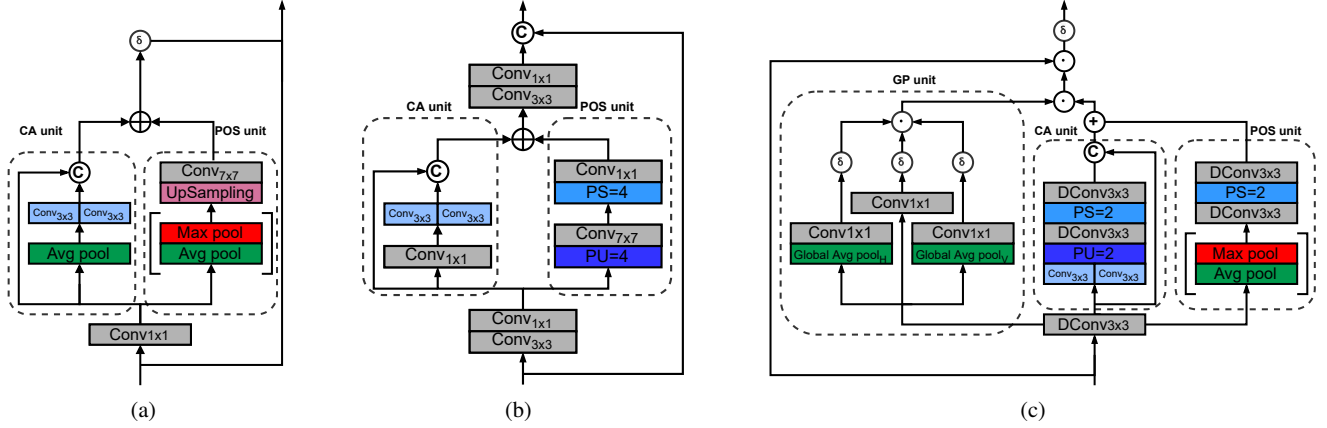 δ
CA unit
POS unit
C
Conv7x7
UpSampling
Conv3x3 Conv3x3
Max pool
Avg pool
Avg pool
Conv1x1
(a)
C
Conv1x1
Conv3x3
CA unit
POS unit
C
Conv1x1
PS=4
Conv3x3 Conv3x3
Conv7x7
Conv1x1
PU=4
Conv1x1
Conv3x3
(b)
δ
GP unit
CA unit
POS unit
C
δ
δ
δ
DConv3x3
DConv3x3
PS=2
PS=2
Conv1x1
DConv3x3
DConv3x3
Conv1x1
Conv1x1
Global Avg poolH
Global Avg poolV
PU=2
Max pool
Conv3x3 Conv3x3
Avg pool
DConv3x3
(c)